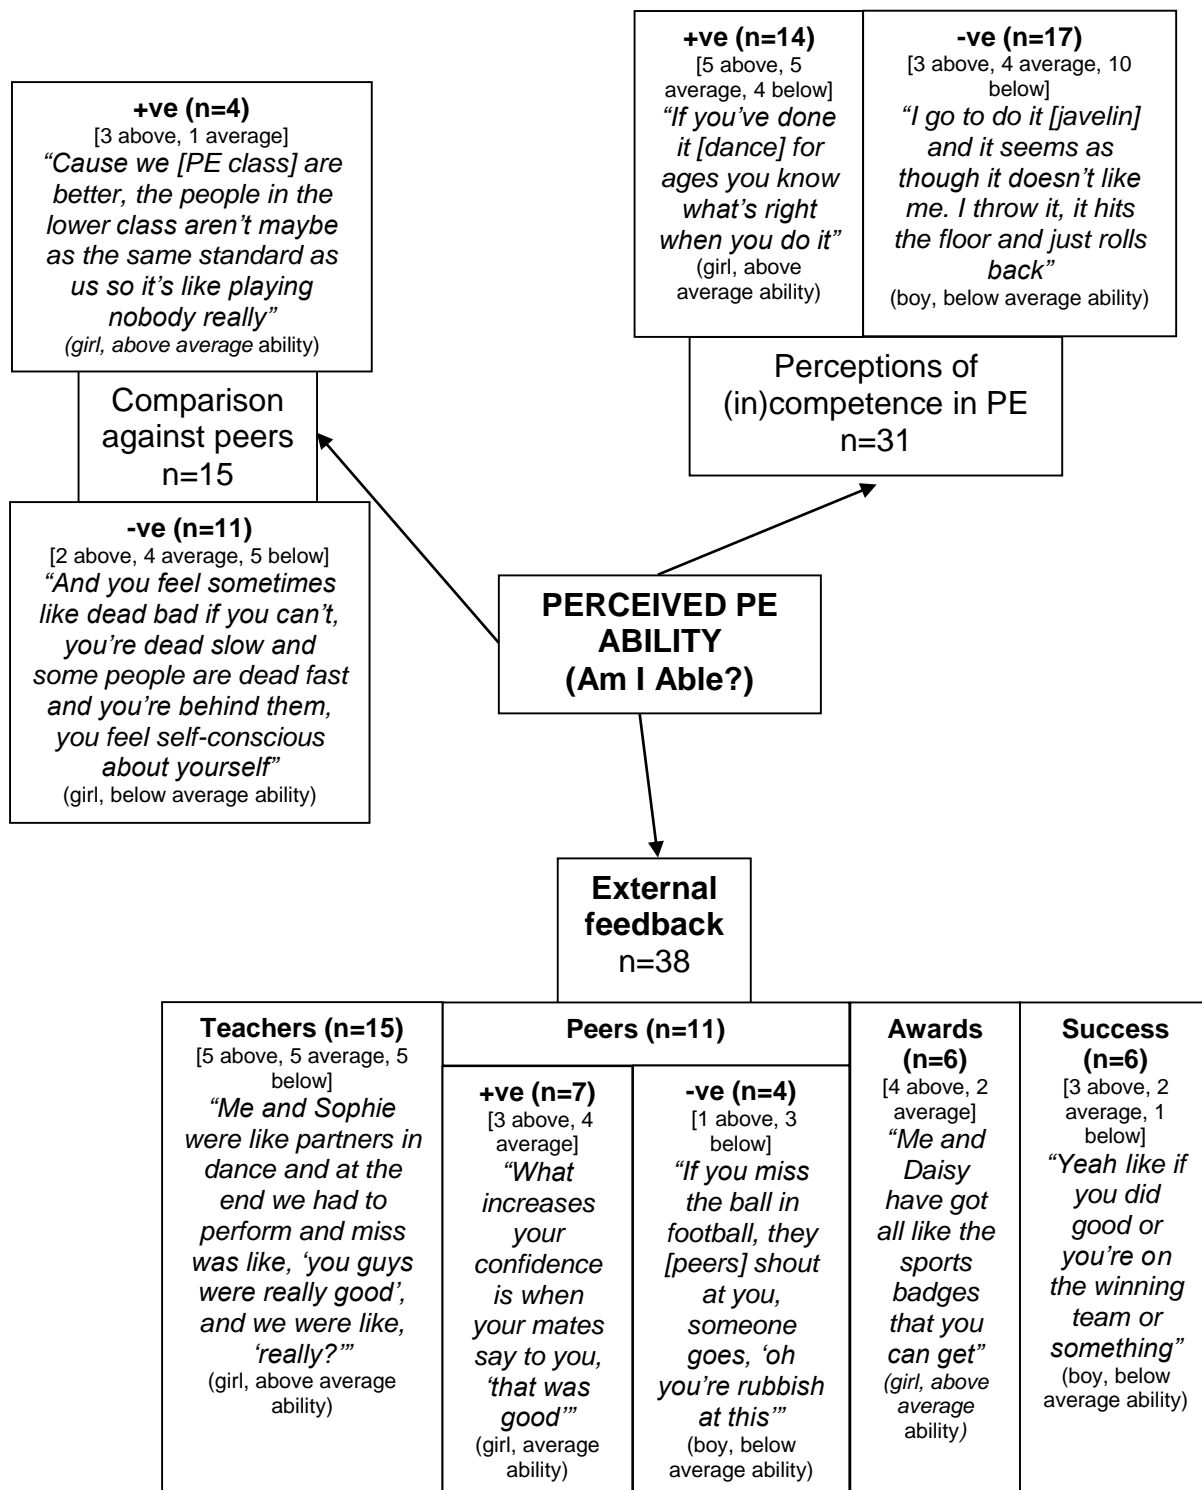 +ve (n=14)
[5 above, 5
average, 4 below]
“If you’ve done
it [dance] for
ages you know
what’s right
when you do it”
(girl, above
average ability)
-ve (n=17)
[3 above, 4 average, 10
below]
“I go to do it [javelin]
and it seems as
though it doesn’t like
me. I throw it, it hits
the floor and just rolls
back”
(boy, below average ability)
Perceptions of
(in)competence in PE
n=31
+ve (n=4)
[3 above, 1 average]
“Cause we [PE class] are
better, the people in the
lower class aren’t maybe
as the same standard as
us so it’s like playing
nobody really”
(girl, above average ability)
Comparison
against peers
n=15
-ve (n=11)
[2 above, 4 average, 5 below]
“And you feel sometimes
like dead bad if you can’t,
you’re dead slow and
some people are dead fast
and you’re behind them,
you feel self-conscious
about yourself”
(girl, below average ability)
PERCEIVED PE
ABILITY
(Am I Able?)
External
feedback
n=38
Teachers (n=15)
[5 above, 5 average, 5
below]
“Me and Sophie
were like partners in
dance and at the
end we had to
perform and miss
was like, ‘you guys
were really good’,
and we were like,
‘really?’”
(girl, above average
ability)
Peers (n=11)
+ve (n=7)
[3 above, 4
average]
“What
increases
your
confidence
is when
your mates
say to you,
‘that was
good’”
(girl, average
ability)
-ve (n=4)
[1 above, 3
below]
“If you miss
the ball in
football, they
[peers] shout
at you,
someone
goes, ‘oh
you’re rubbish
at this’”
(boy, below
average ability)
Awards
(n=6)
[4 above, 2
average]
“Me and
Daisy
have got
all like the
sports
badges
that you
can get”
(girl, above
average
ability)
Success
(n=6)
[3 above, 2
average, 1
below]
“Yeah like if
you did
good or
you’re on
the winning
team or
something”
(boy, below
average ability)